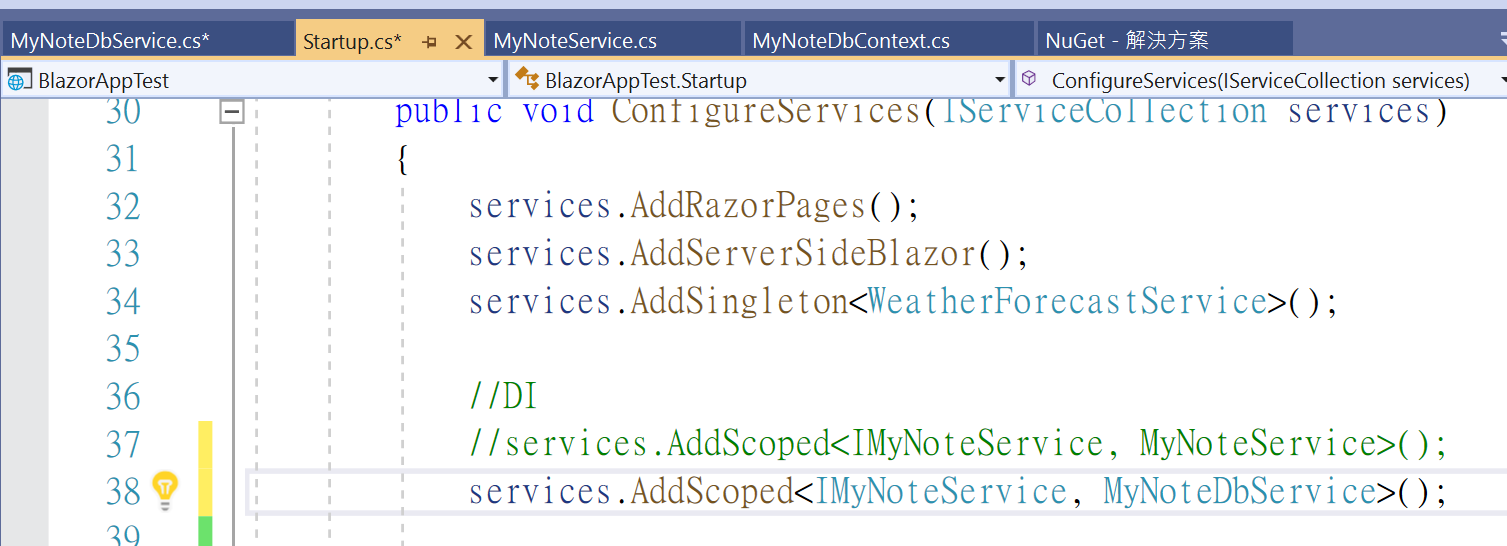 MyNoteDbService.cs* Startup.cs* MyNoteService.cs MyNoteDbContext.cs NuGet - 解決方案
BlazorAppTest BlazorAppTest.Startup ConfigureServices(IServiceCollection services)
30 public void ConfigureServices(IServiceCollection services)
31 {
32 services.AddRazorPages();
33 services.AddServerSideBlazor();
34 services.AddSingleton<WeatherForecastService>();
35
36 //DI
37 //services.AddScoped<IMyNoteService, MyNoteService>();
38 services.AddScoped<IMyNoteService, MyNoteDbService>();
39